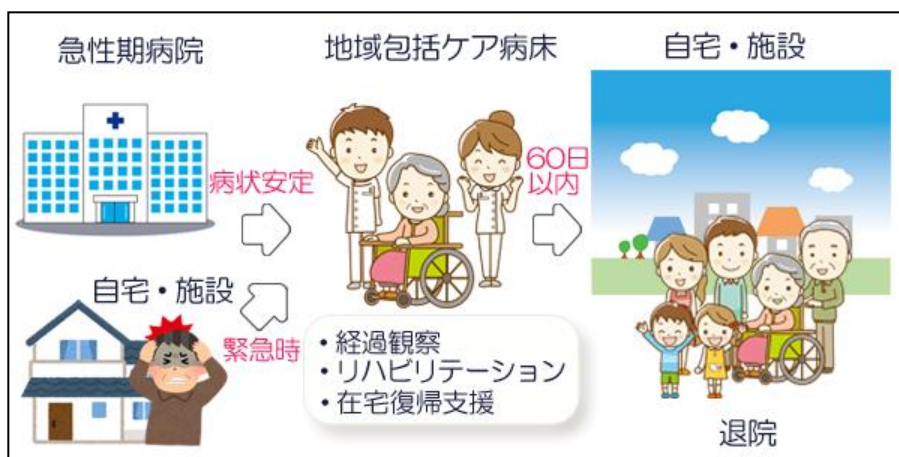 急性期病院
病状安定
自宅・施設
緊急時
地域包括ケア病床
・経過観察
・リハビリテーション
・在宅復帰支援
60日
以内
自宅・施設
退院